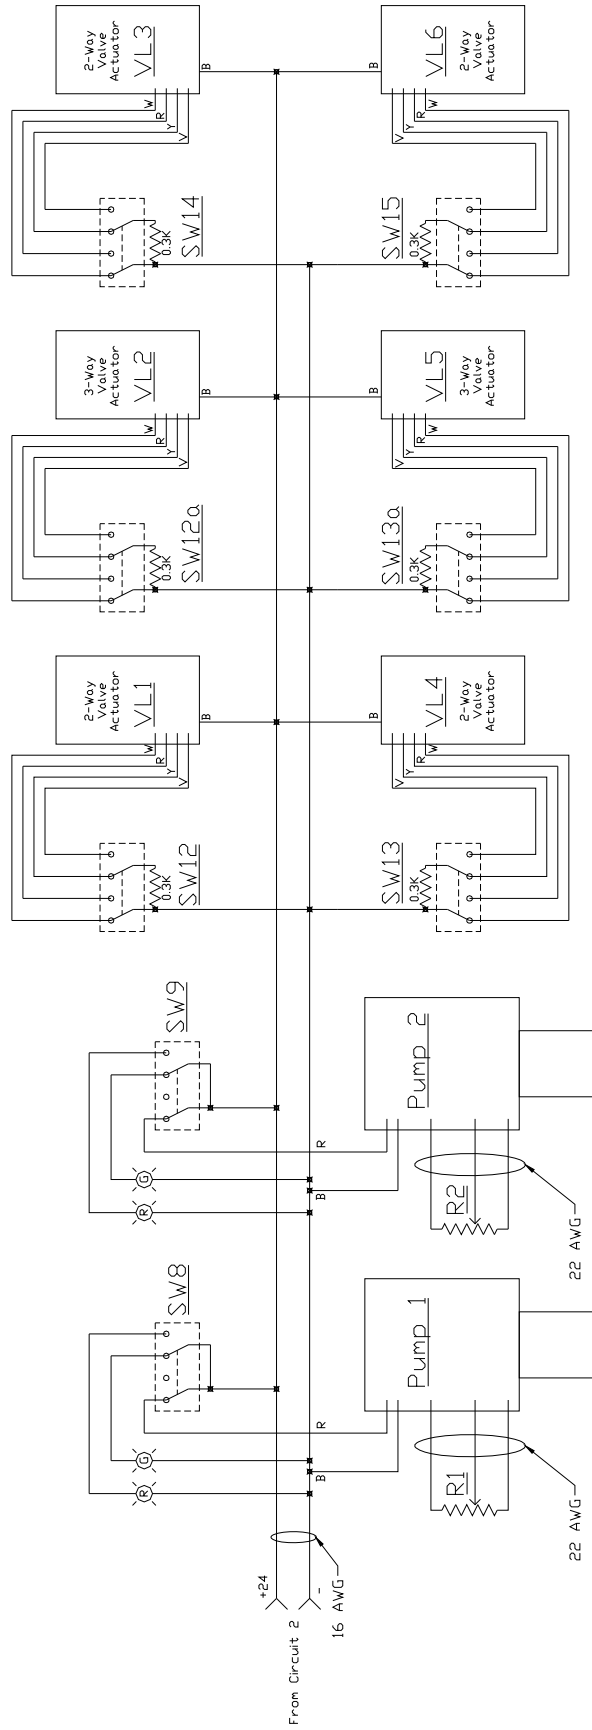 From Circuit 2
+24
-
16 AWG
R
G
SW8
B
R
R1
Pump 1
22 AWG
R
G
SW9
B
R
R2
Pump 2
22 AWG
SW12
0.3K
W
R
Y
V
2-Way
Valve
Actuator
VL1
B
SW13
0.3K
V
Y
R
W
B
VL4
2-Way
Valve
Actuator
SW12a
0.3K
W
R
Y
V
3-Way
Valve
Actuator
VL2
B
SW13a
0.3K
V
Y
R
W
B
VL5
3-Way
Valve
Actuator
SW14
0.3K
W
R
Y
V
2-Way
Valve
Actuator
VL3
B
SW15
0.3K
V
Y
R
W
B
VL6
2-Way
Valve
Actuator